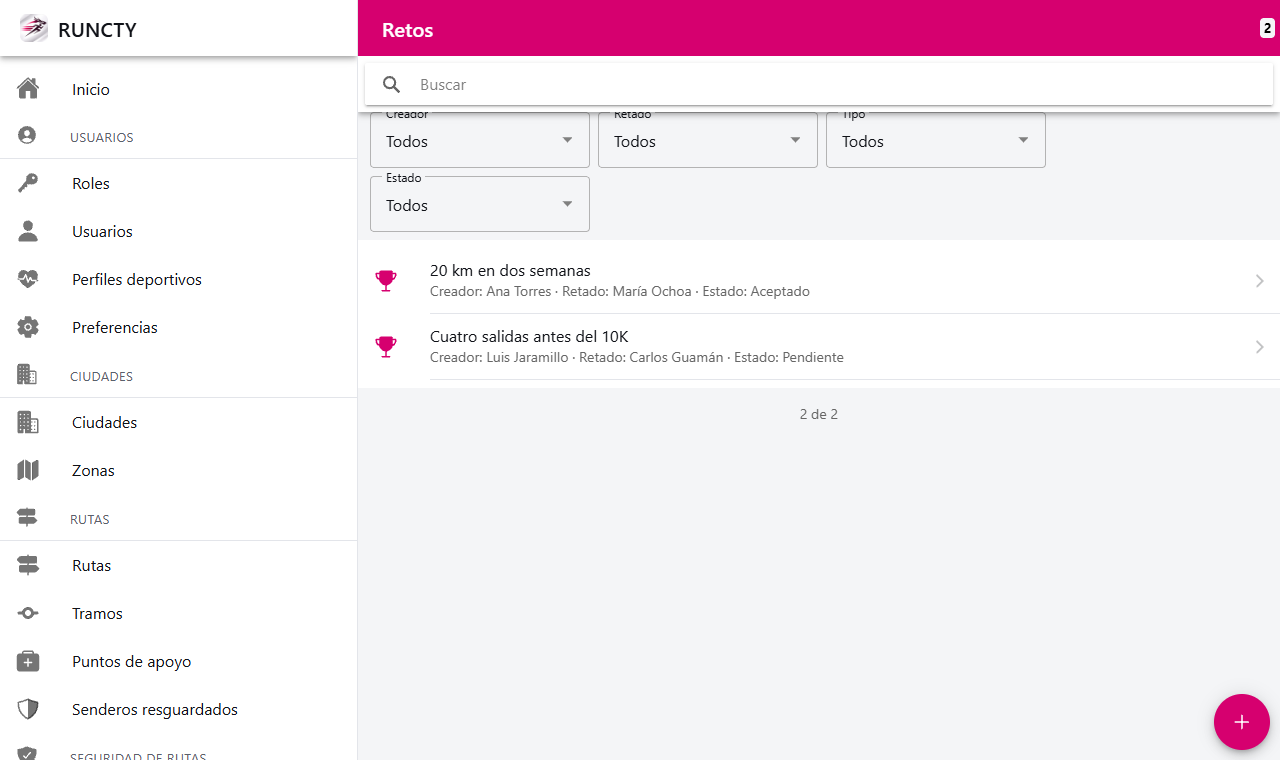 RUNCTY
Inicio
USUARIOS
Roles
Usuarios
Perfiles deportivos
Preferencias
CIUDADES
Ciudades
Zonas
RUTAS
Rutas
Tramos
Puntos de apoyo
Senderos resguardados
SEGURIDAD DE RUTAS
Retos
2
Buscar
Creador
Todos
Retado
Todos
Tipo
Todos
Estado
Todos
20 km en dos semanas
Creador: Ana Torres · Retado: María Ochoa · Estado: Aceptado
Cuatro salidas antes del 10K
Creador: Luis Jaramillo · Retado: Carlos Guamán · Estado: Pendiente
2 de 2